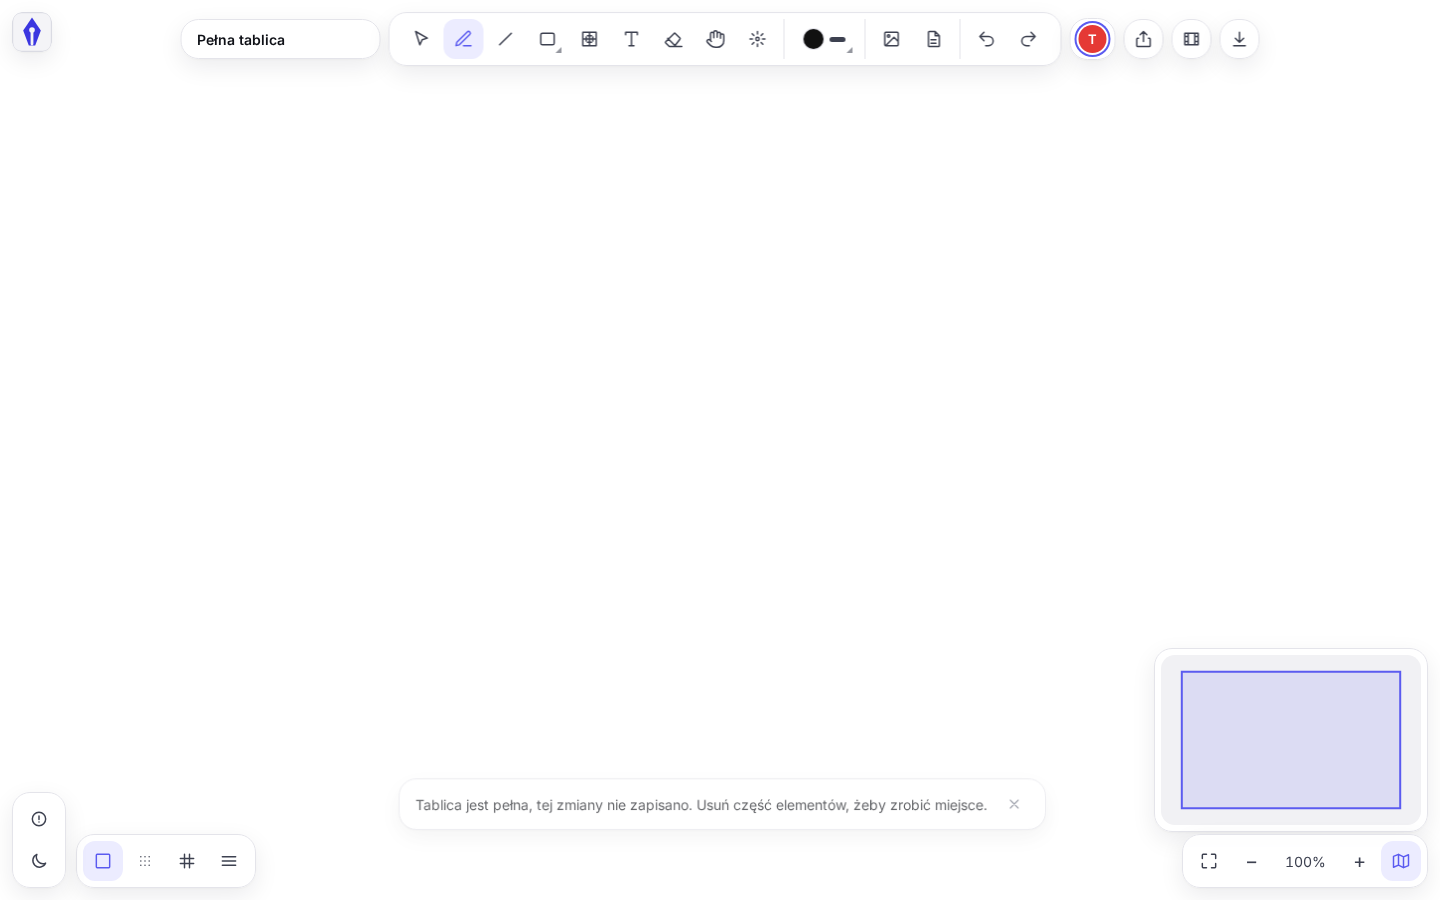 Pełna tablica
T
Tablica jest pełna, tej zmiany nie zapisano. Usuń część elementów, żeby zrobić miejsce.
100%